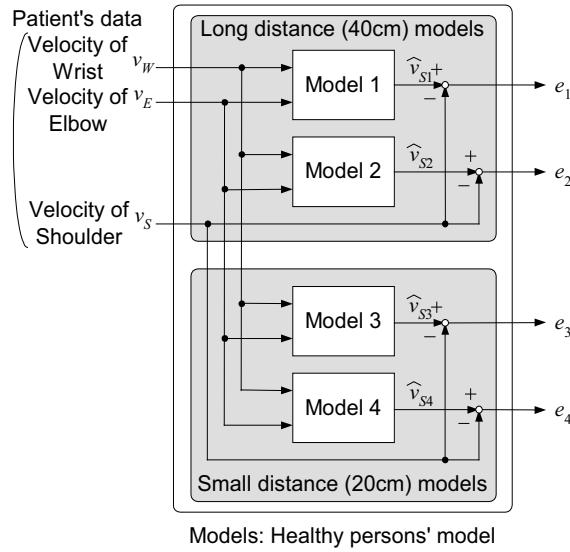 Patient's data
Long distance (40cm) models
Velocity of Wrist v_W
Velocity of Elbow v_E
Velocity of Shoulder v_S
Model 1
v̂_S1
+
−
e_1
Model 2
v̂_S2
+
−
e_2
Model 3
v̂_S3
+
−
e_3
Model 4
v̂_S4
+
−
e_4
Small distance (20cm) models
Models: Healthy persons' model